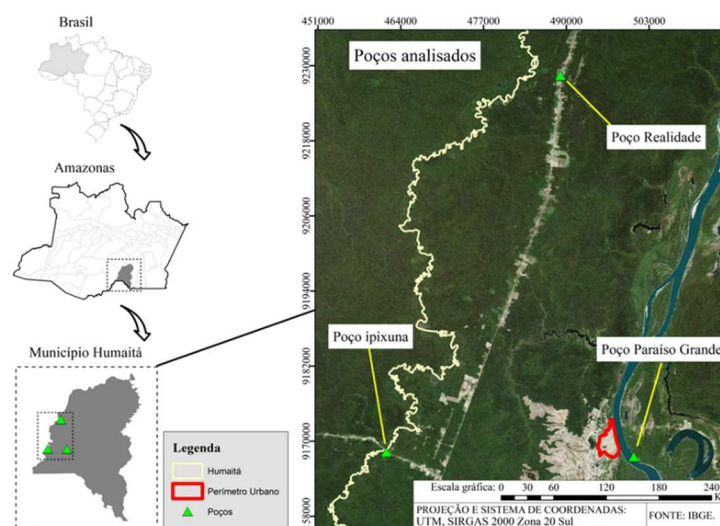 Brasil
Amazonas
Município Humaitá
Legenda
Humaitá
Perímetro Urbano
Poços
451000 464000 477000 490000 503000
9230000
9218000
9206000
9194000
9182000
9170000
Poços analisados
Poço Realidade
Poço ipixuna
Poço Paraíso Grande
Escala gráfica: 0 30 60 120 180 240
K
PROJEÇÃO E SISTEMA DE COORDENADAS:
UTM, SIRGAS 2000 Zona 20 Sul
FONTE: IBGE.